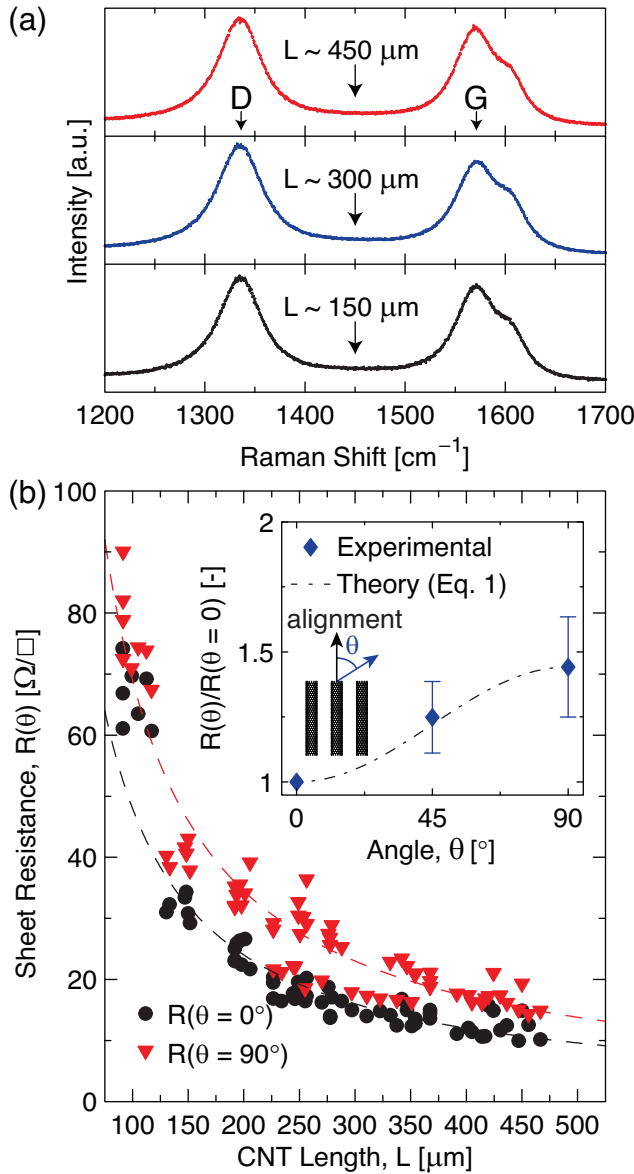 (a)
L ~ 450 μm
D
G
L ~ 300 μm
L ~ 150 μm
Intensity [a.u.]
1200 1300 1400 1500 1600 1700
Raman Shift [cm⁻¹]
(b)
100
80
60
40
20
0
Sheet Resistance, R(θ) [Ω/□]
2
1.5
1
R(θ)/R(θ = 0) [-]
Experimental
Theory (Eq. 1)
alignment
θ
0 45 90
Angle, θ [°]
R(θ = 0°)
R(θ = 90°)
100 150 200 250 300 350 400 450 500
CNT Length, L [μm]